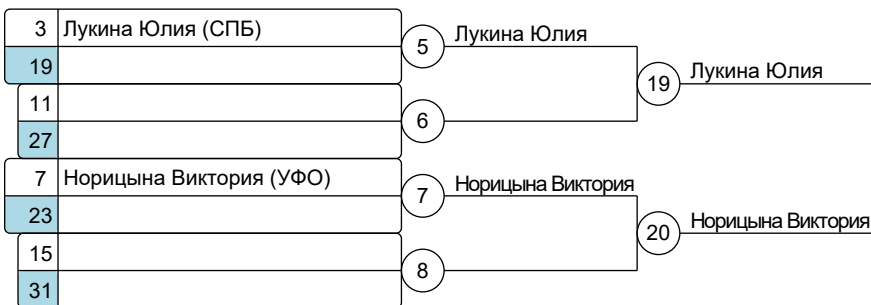 3 Лукина Юлия (СПБ)
19
5 Лукина Юлия
11
27
6
19 Лукина Юлия
7 Норицына Виктория (УФО)
23
7 Норицына Виктория
15
31
8
20 Норицына Виктория